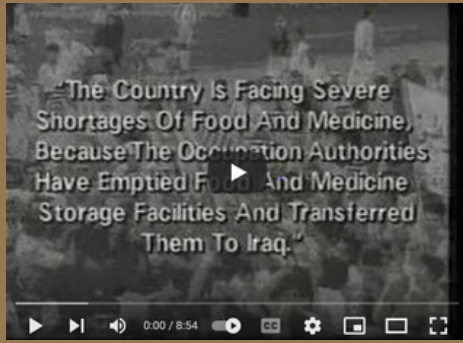 "The Country Is Facing Severe
Shortages Of Food And Medicine,
Because The Occupation Authorities
Have Emptied Food And Medicine
Storage Facilities And Transferred
Them To Iraq."
0:00 / 8:54
CC